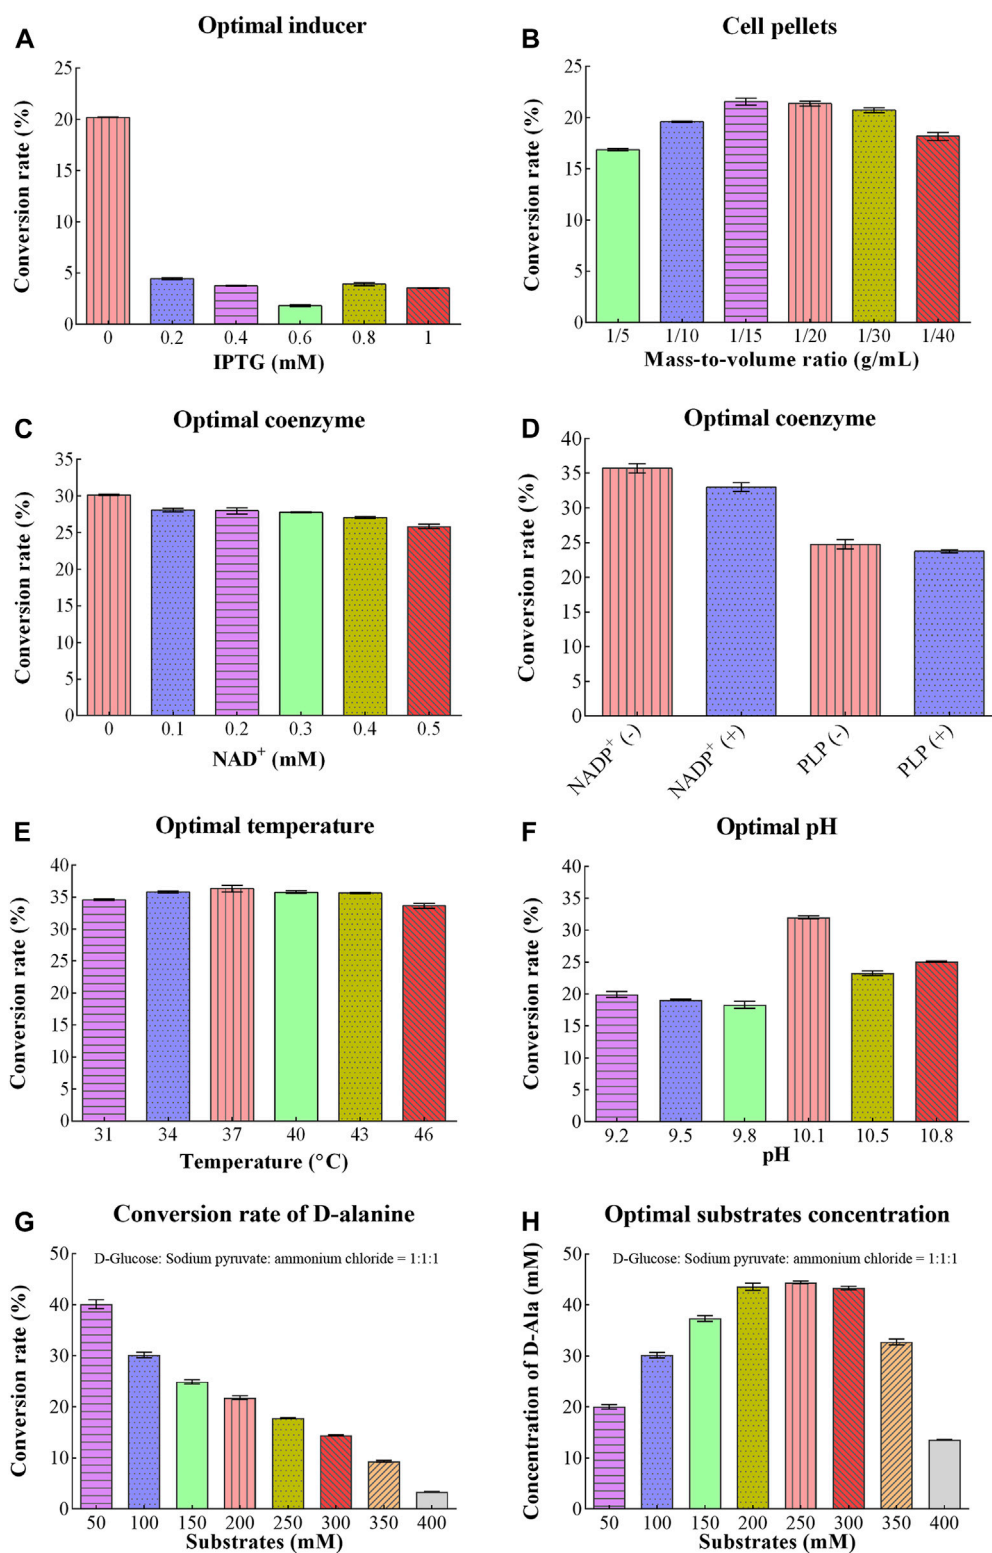 A
Optimal inducer
Conversion rate (%)
25
20
15
10
5
0
0 0.2 0.4 0.6 0.8 1
IPTG (mM)
B
Cell pellets
Conversion rate (%)
25
20
15
10
5
0
1/5 1/10 1/15 1/20 1/30 1/40
Mass-to-volume ratio (g/mL)
C
Optimal coenzyme
Conversion rate (%)
35
30
25
20
15
10
5
0
0 0.1 0.2 0.3 0.4 0.5
NAD⁺ (mM)
D
Optimal coenzyme
Conversion rate (%)
40
35
30
25
20
15
10
5
0
NADP⁺ (-)
NADP⁺ (+)
PLP (-)
PLP (+)
E
Optimal temperature
Conversion rate (%)
40
35
30
25
20
15
10
5
0
31 34 37 40 43 46
Temperature (°C)
F
Optimal pH
Conversion rate (%)
40
35
30
25
20
15
10
5
0
9.2 9.5 9.8 10.1 10.5 10.8
pH
G
Conversion rate of D-alanine
D-Glucose: Sodium pyruvate: ammonium chloride = 1:1:1
Conversion rate (%)
50
40
30
20
10
0
50 100 150 200 250 300 350 400
Substrates (mM)
H
Optimal substrates concentration
D-Glucose: Sodium pyruvate: ammonium chloride = 1:1:1
Concentration of D-Ala (mM)
50
40
30
20
10
0
50 100 150 200 250 300 350 400
Substrates (mM)